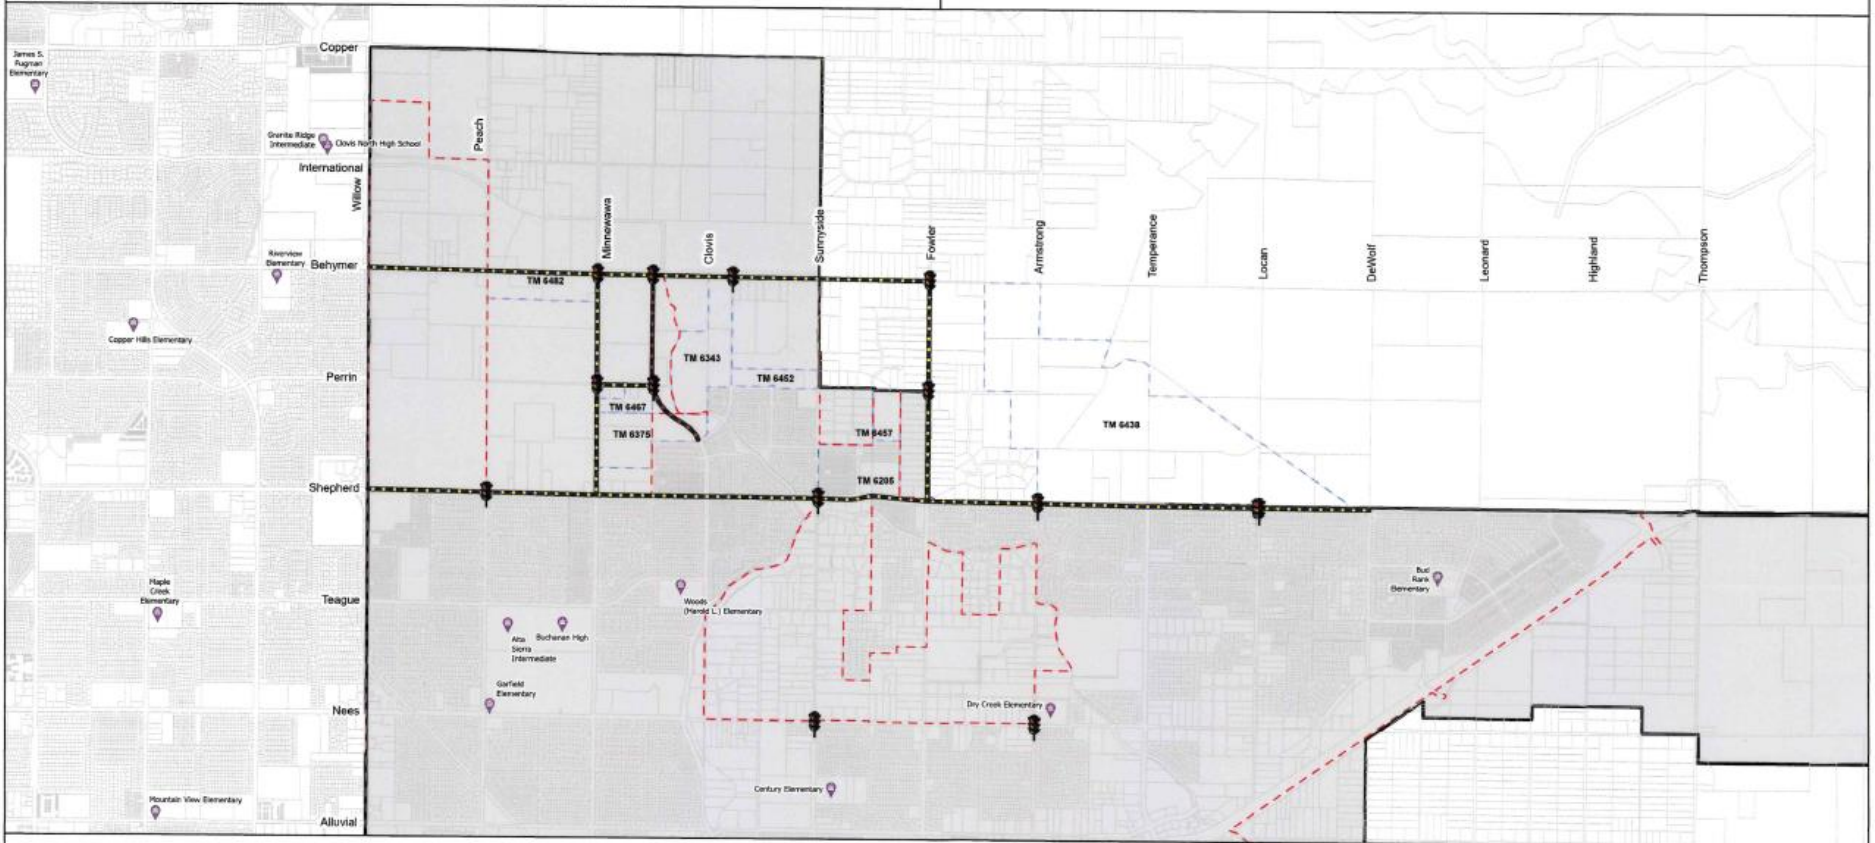 Copper
James S.
Fugman
Elementary
Peach
Granite Ridge
Intermediate
Clovis North High School
International
Willow
Minnewawa
Clovis
Sunnyside
Fowler
Armstrong
Temperance
Locan
DeWolf
Leonard
Highland
Thompson
Riverview
Elementary
Behymer
TM 6482
Copper Hills Elementary
TM 6343
Perrin
TM 6452
TM 6467
TM 6375
TM 6457
TM 6438
Shepherd
TM 6205
Maple
Creek
Elementary
Teague
Woods
(Harold L.) Elementary
Bud
Rank
Elementary
Alta
Sierra
Intermediate
Buchanan High
Garfield
Elementary
Nees
Dry Creek Elementary
Century Elementary
Mountain View Elementary
Alluvial